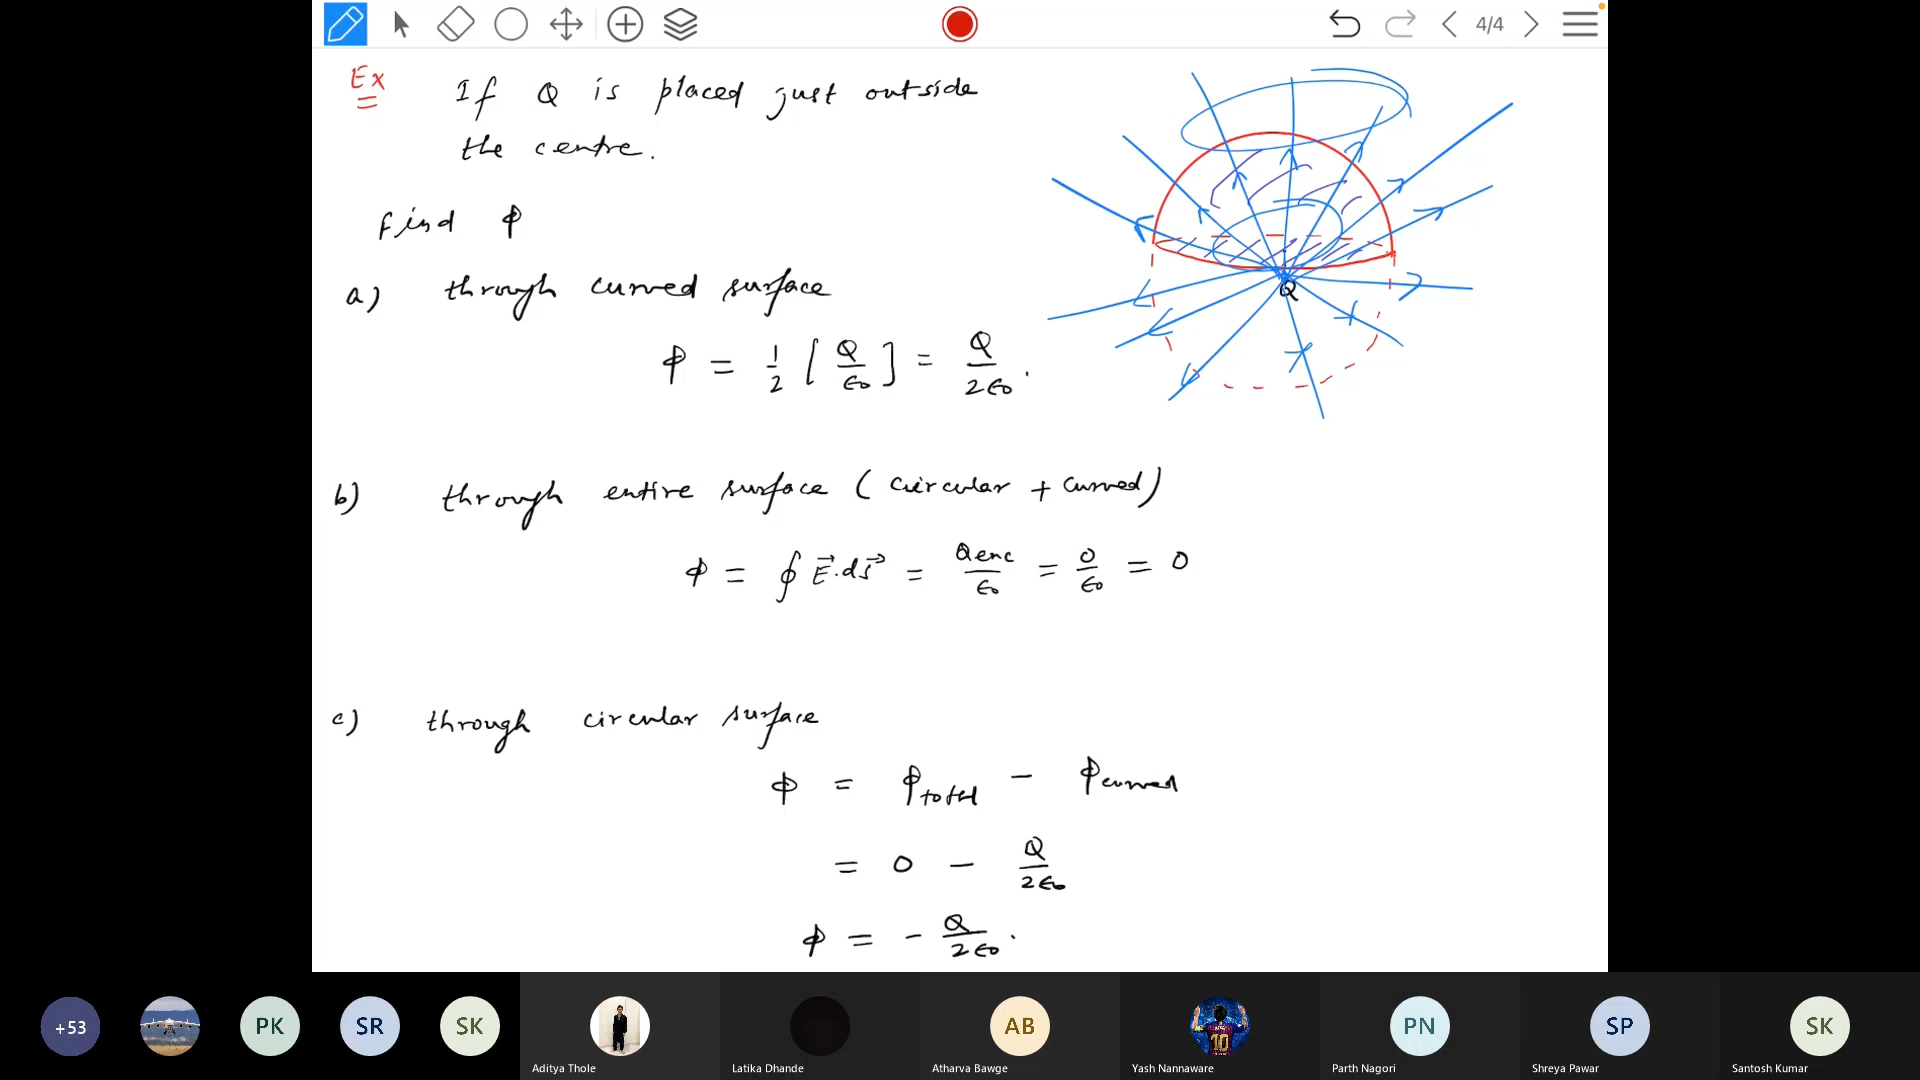 4/4
Ex If Q is placed just outside
the centre.
Find φ
a) through curved surface
φ = 1/2 [Q/ε₀] = Q/2ε₀.
Q
b) through entire surface (circular + curved)
φ = ∮ E⃗.ds⃗ = Qenc/ε₀ = 0/ε₀ = 0
c) through circular surface
φ = φtotal - φcurved
= 0 - Q/2ε₀
φ = - Q/2ε₀.
+53 PK SR SK AB PN SP SK
10
Aditya Thole Latika Dhande Atharva Bawge Yash Nannaware Parth Nagori Shreya Pawar Santosh Kumar